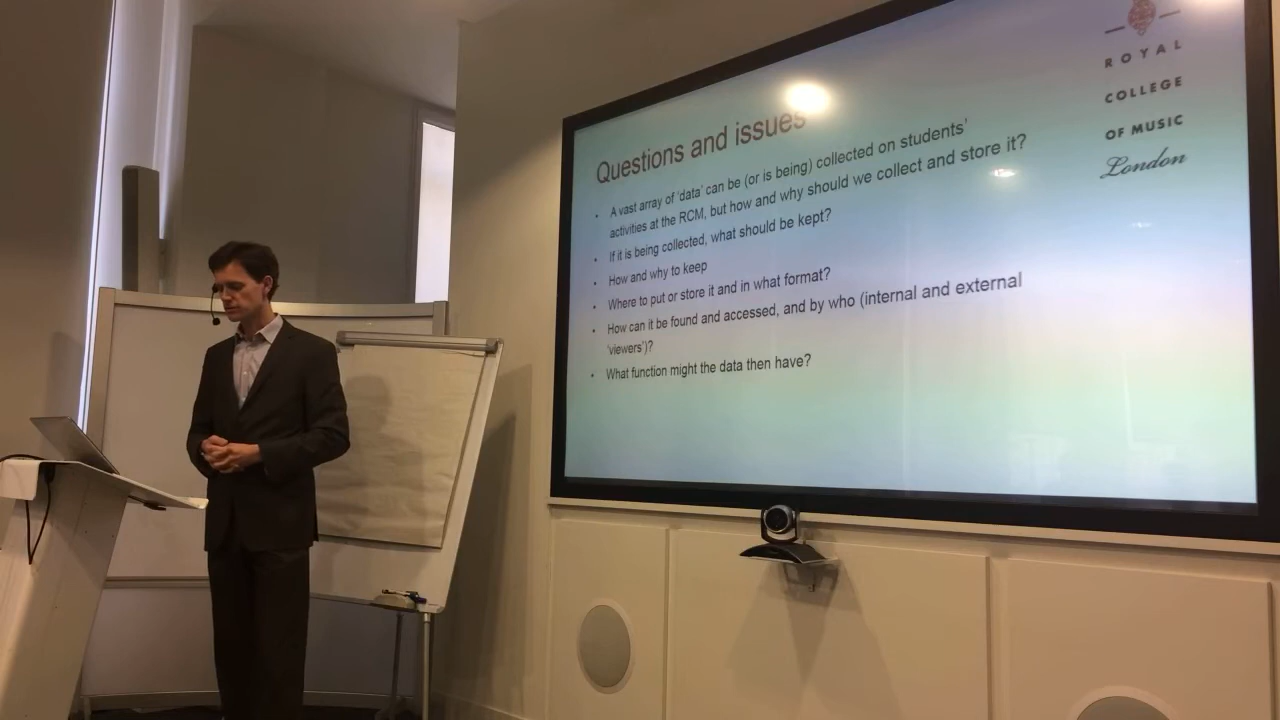 Questions and issues
• A vast array of 'data' can be (or is being) collected on students'
activities at the RCM, but how and why should we collect and store it?
• If it is being collected, what should be kept?
• How and why to keep
• Where to put or store it and in what format?
• How can it be found and accessed, and by who (internal and external
'viewers')?
• What function might the data then have?
ROYAL
COLLEGE
OF MUSIC
London